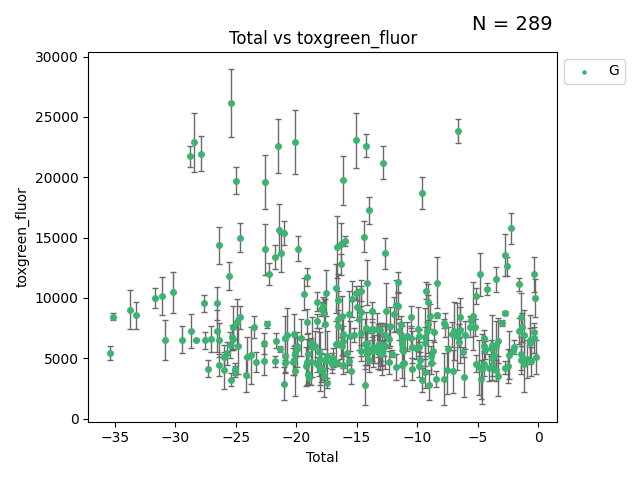 N = 289
Total vs toxgreen_fluor
G
toxgreen_fluor
30000
25000
20000
15000
10000
5000
0
−35 −30 −25 −20 −15 −10 −5 0
Total